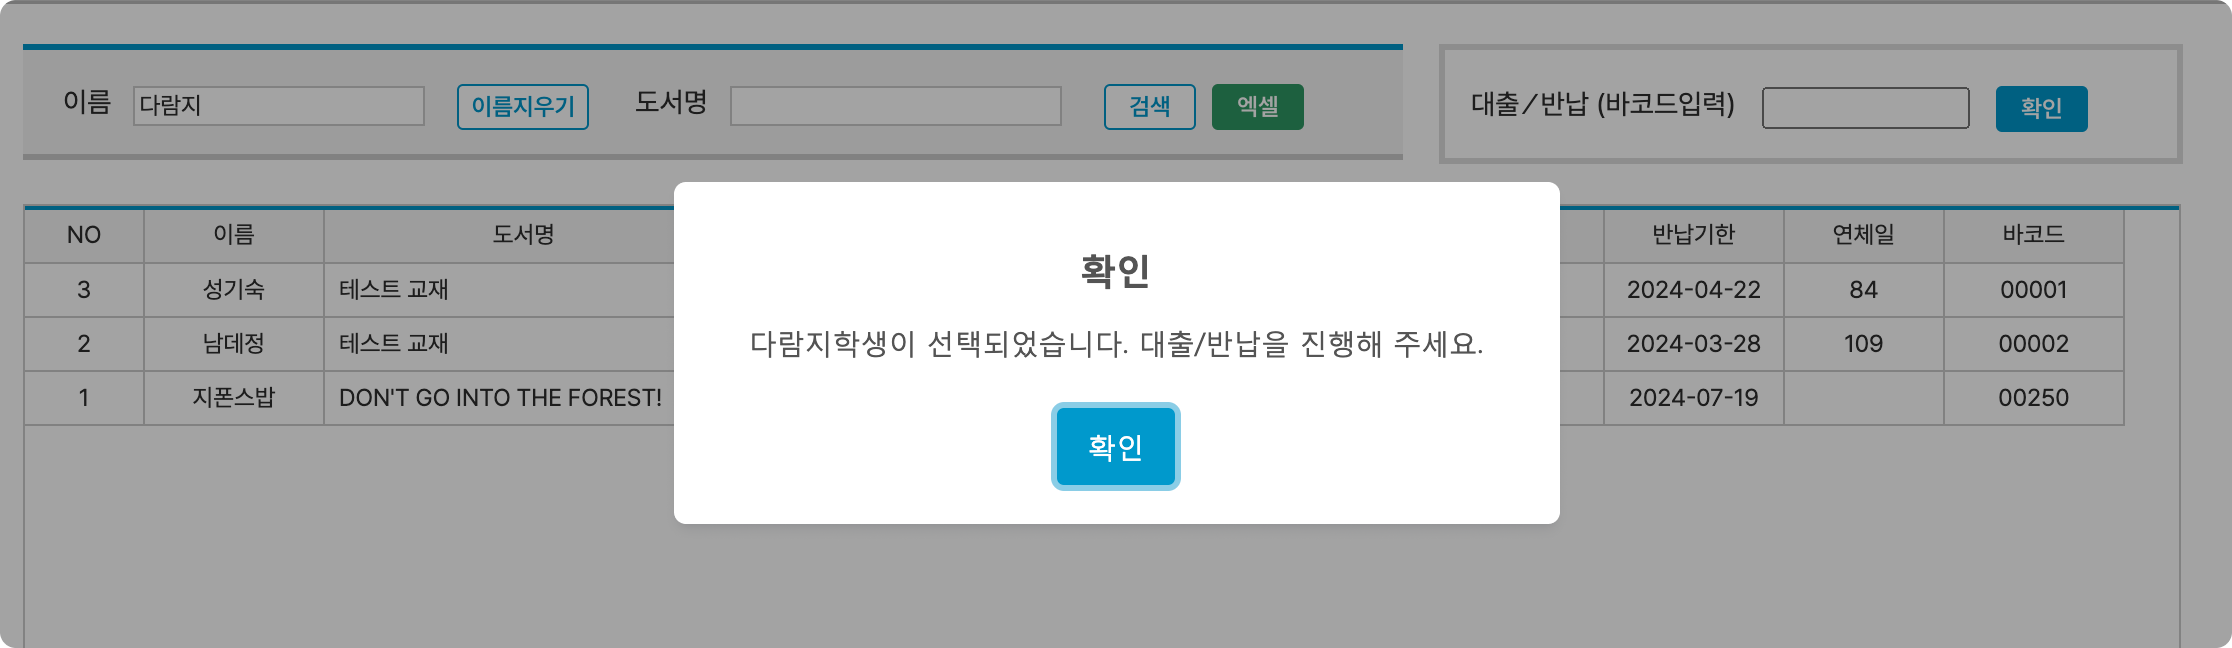 이름 다람지 이름지우기 도서명 검색 엑셀
대출/반납 (바코드입력) 확인
NO 이름 도서명 반납기한 연체일 바코드
3 성기숙 테스트 교재 2024-04-22 84 00001
2 남데정 테스트 교재 2024-03-28 109 00002
1 지폰스밥 DON'T GO INTO THE FOREST! 2024-07-19 00250
확인
다람지학생이 선택되었습니다. 대출/반납을 진행해 주세요.
확인